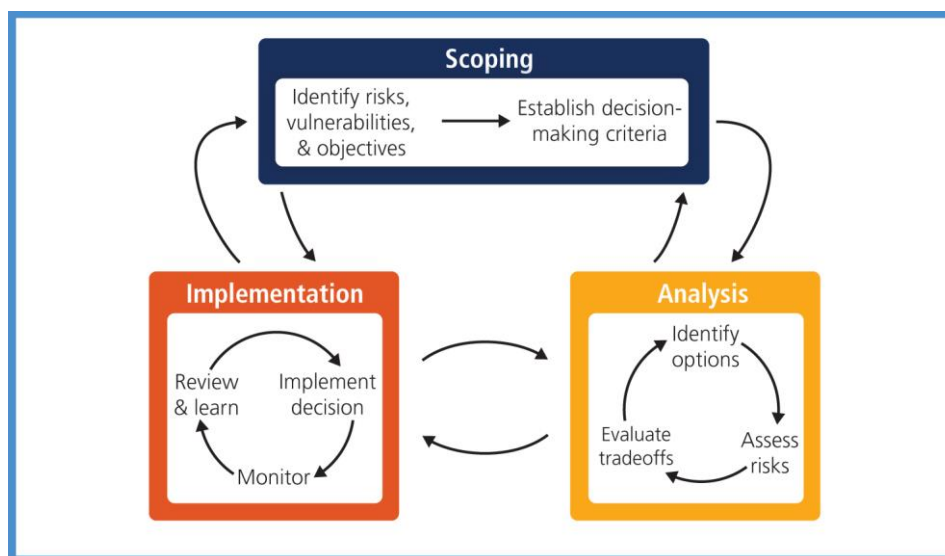 Scoping
Identify risks,
vulnerabilities,
& objectives
Establish decision-
making criteria
Implementation
Review
& learn
Implement
decision
Monitor
Analysis
Identify
options
Evaluate
tradeoffs
Assess
risks